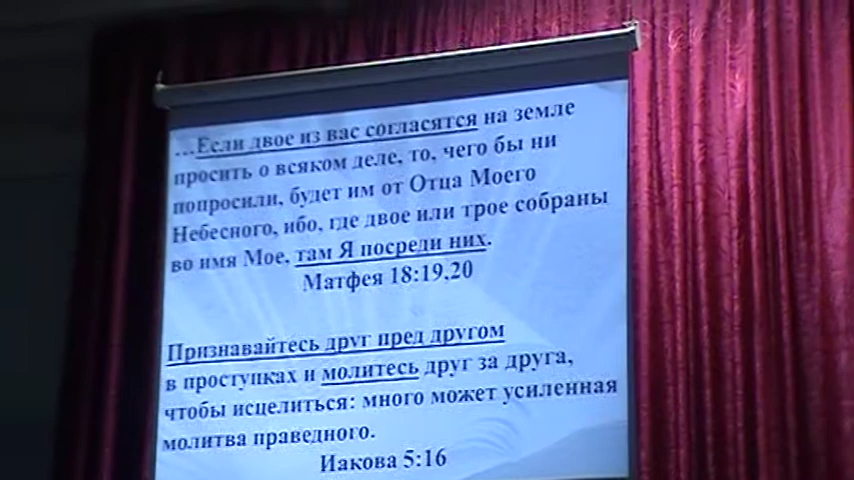 ...Если двое из вас согласятся на земле
просить о всяком деле, то, чего бы ни
попросили, будет им от Отца Моего
Небесного, ибо, где двое или трое собраны
во имя Мое, там Я посреди них.
Матфея 18:19,20
Признавайтесь друг пред другом
в проступках и молитесь друг за друга,
чтобы исцелиться: много может усиленная
молитва праведного.
Иакова 5:16